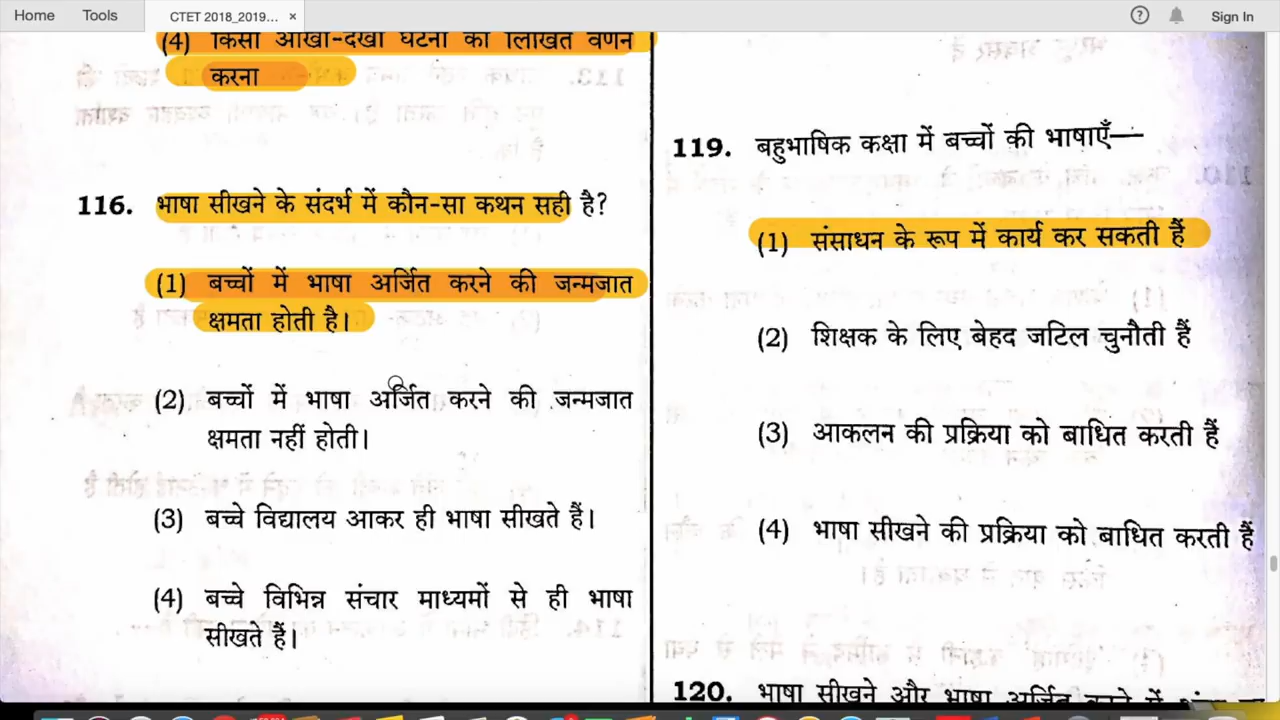 Home Tools CTET 2018_2019... × Sign In
(4) किसी आँखों-देखी घटना का लिखित वर्णन
करना
116. भाषा सीखने के संदर्भ में कौन-सा कथन सही है?
(1) बच्चों में भाषा अर्जित करने की जन्मजात
क्षमता होती है।
(2) बच्चों में भाषा अर्जित करने की जन्मजात
क्षमता नहीं होती।
(3) बच्चे विद्यालय आकर ही भाषा सीखते हैं।
(4) बच्चे विभिन्न संचार माध्यमों से ही भाषा
सीखते हैं।
119. बहुभाषिक कक्षा में बच्चों की भाषाएँ—
(1) संसाधन के रूप में कार्य कर सकती हैं
(2) शिक्षक के लिए बेहद जटिल चुनौती हैं
(3) आकलन की प्रक्रिया को बाधित करती हैं
(4) भाषा सीखने की प्रक्रिया को बाधित करती हैं
120. भाषा सीखने और भाषा अर्जित करने में